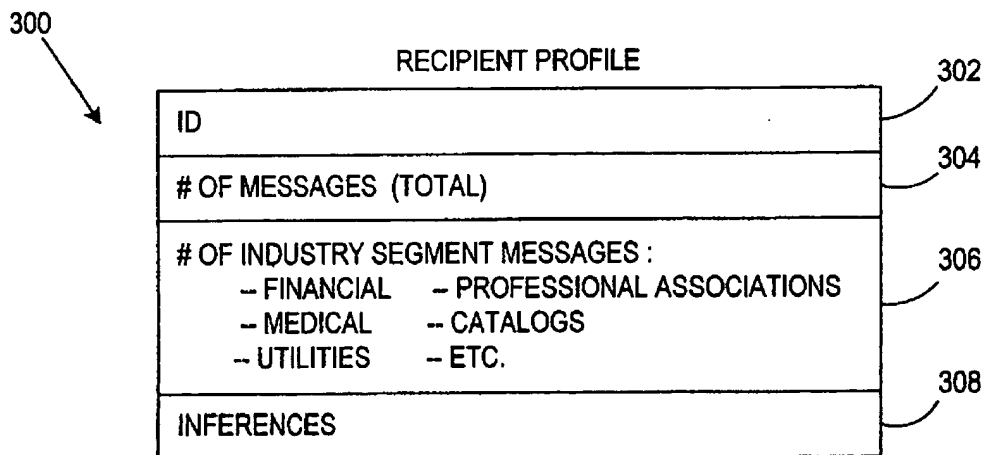 300
RECIPIENT PROFILE
302
ID
304
# OF MESSAGES (TOTAL)
# OF INDUSTRY SEGMENT MESSAGES :
306
-- FINANCIAL -- PROFESSIONAL ASSOCIATIONS
-- MEDICAL -- CATALOGS
-- UTILITIES -- ETC.
308
INFERENCES